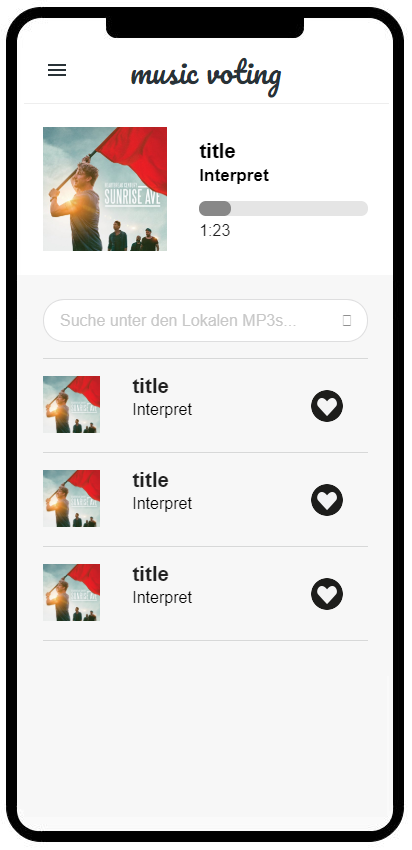 music voting
SUNRISE AVE
title
Interpret
1:23
Suche unter den Lokalen MP3s...
title
Interpret
title
Interpret
title
Interpret